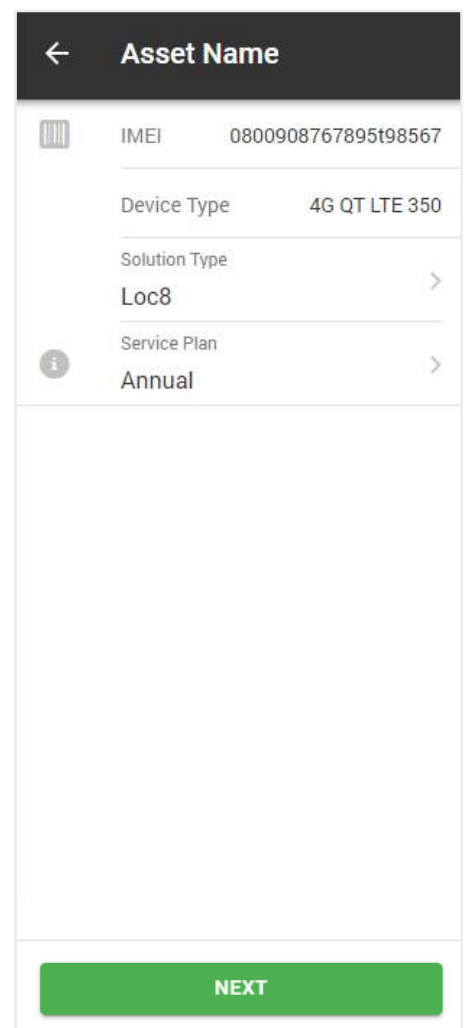 Asset Name
IMEI 0800908767895t98567
Device Type 4G QT LTE 350
Solution Type
Loc8
Service Plan
Annual
NEXT